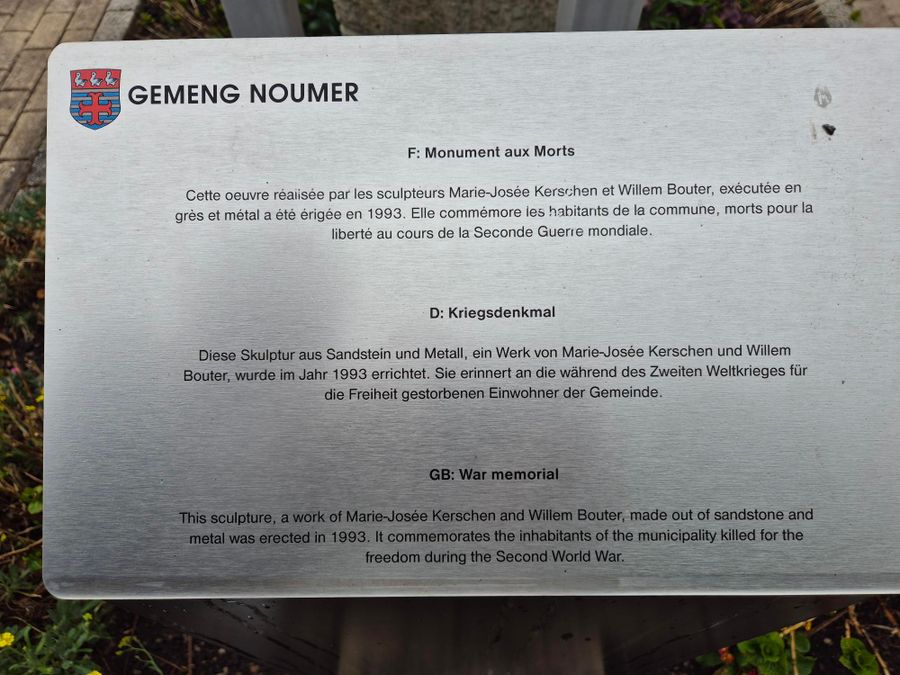 GEMENG NOUMER
F: Monument aux Morts
Cette oeuvre réalisée par les sculpteurs Marie-Josée Kerschen et Willem Bouter, exécutée en
grès et métal a été érigée en 1993. Elle commémore les habitants de la commune, morts pour la
liberté au cours de la Seconde Guerre mondiale.
D: Kriegsdenkmal
Diese Skulptur aus Sandstein und Metall, ein Werk von Marie-Josée Kerschen und Willem
Bouter, wurde im Jahr 1993 errichtet. Sie erinnert an die während des Zweiten Weltkrieges für
die Freiheit gestorbenen Einwohner der Gemeinde.
GB: War memorial
This sculpture, a work of Marie-Josée Kerschen and Willem Bouter, made out of sandstone and
metal was erected in 1993. It commemorates the inhabitants of the municipality killed for the
freedom during the Second World War.